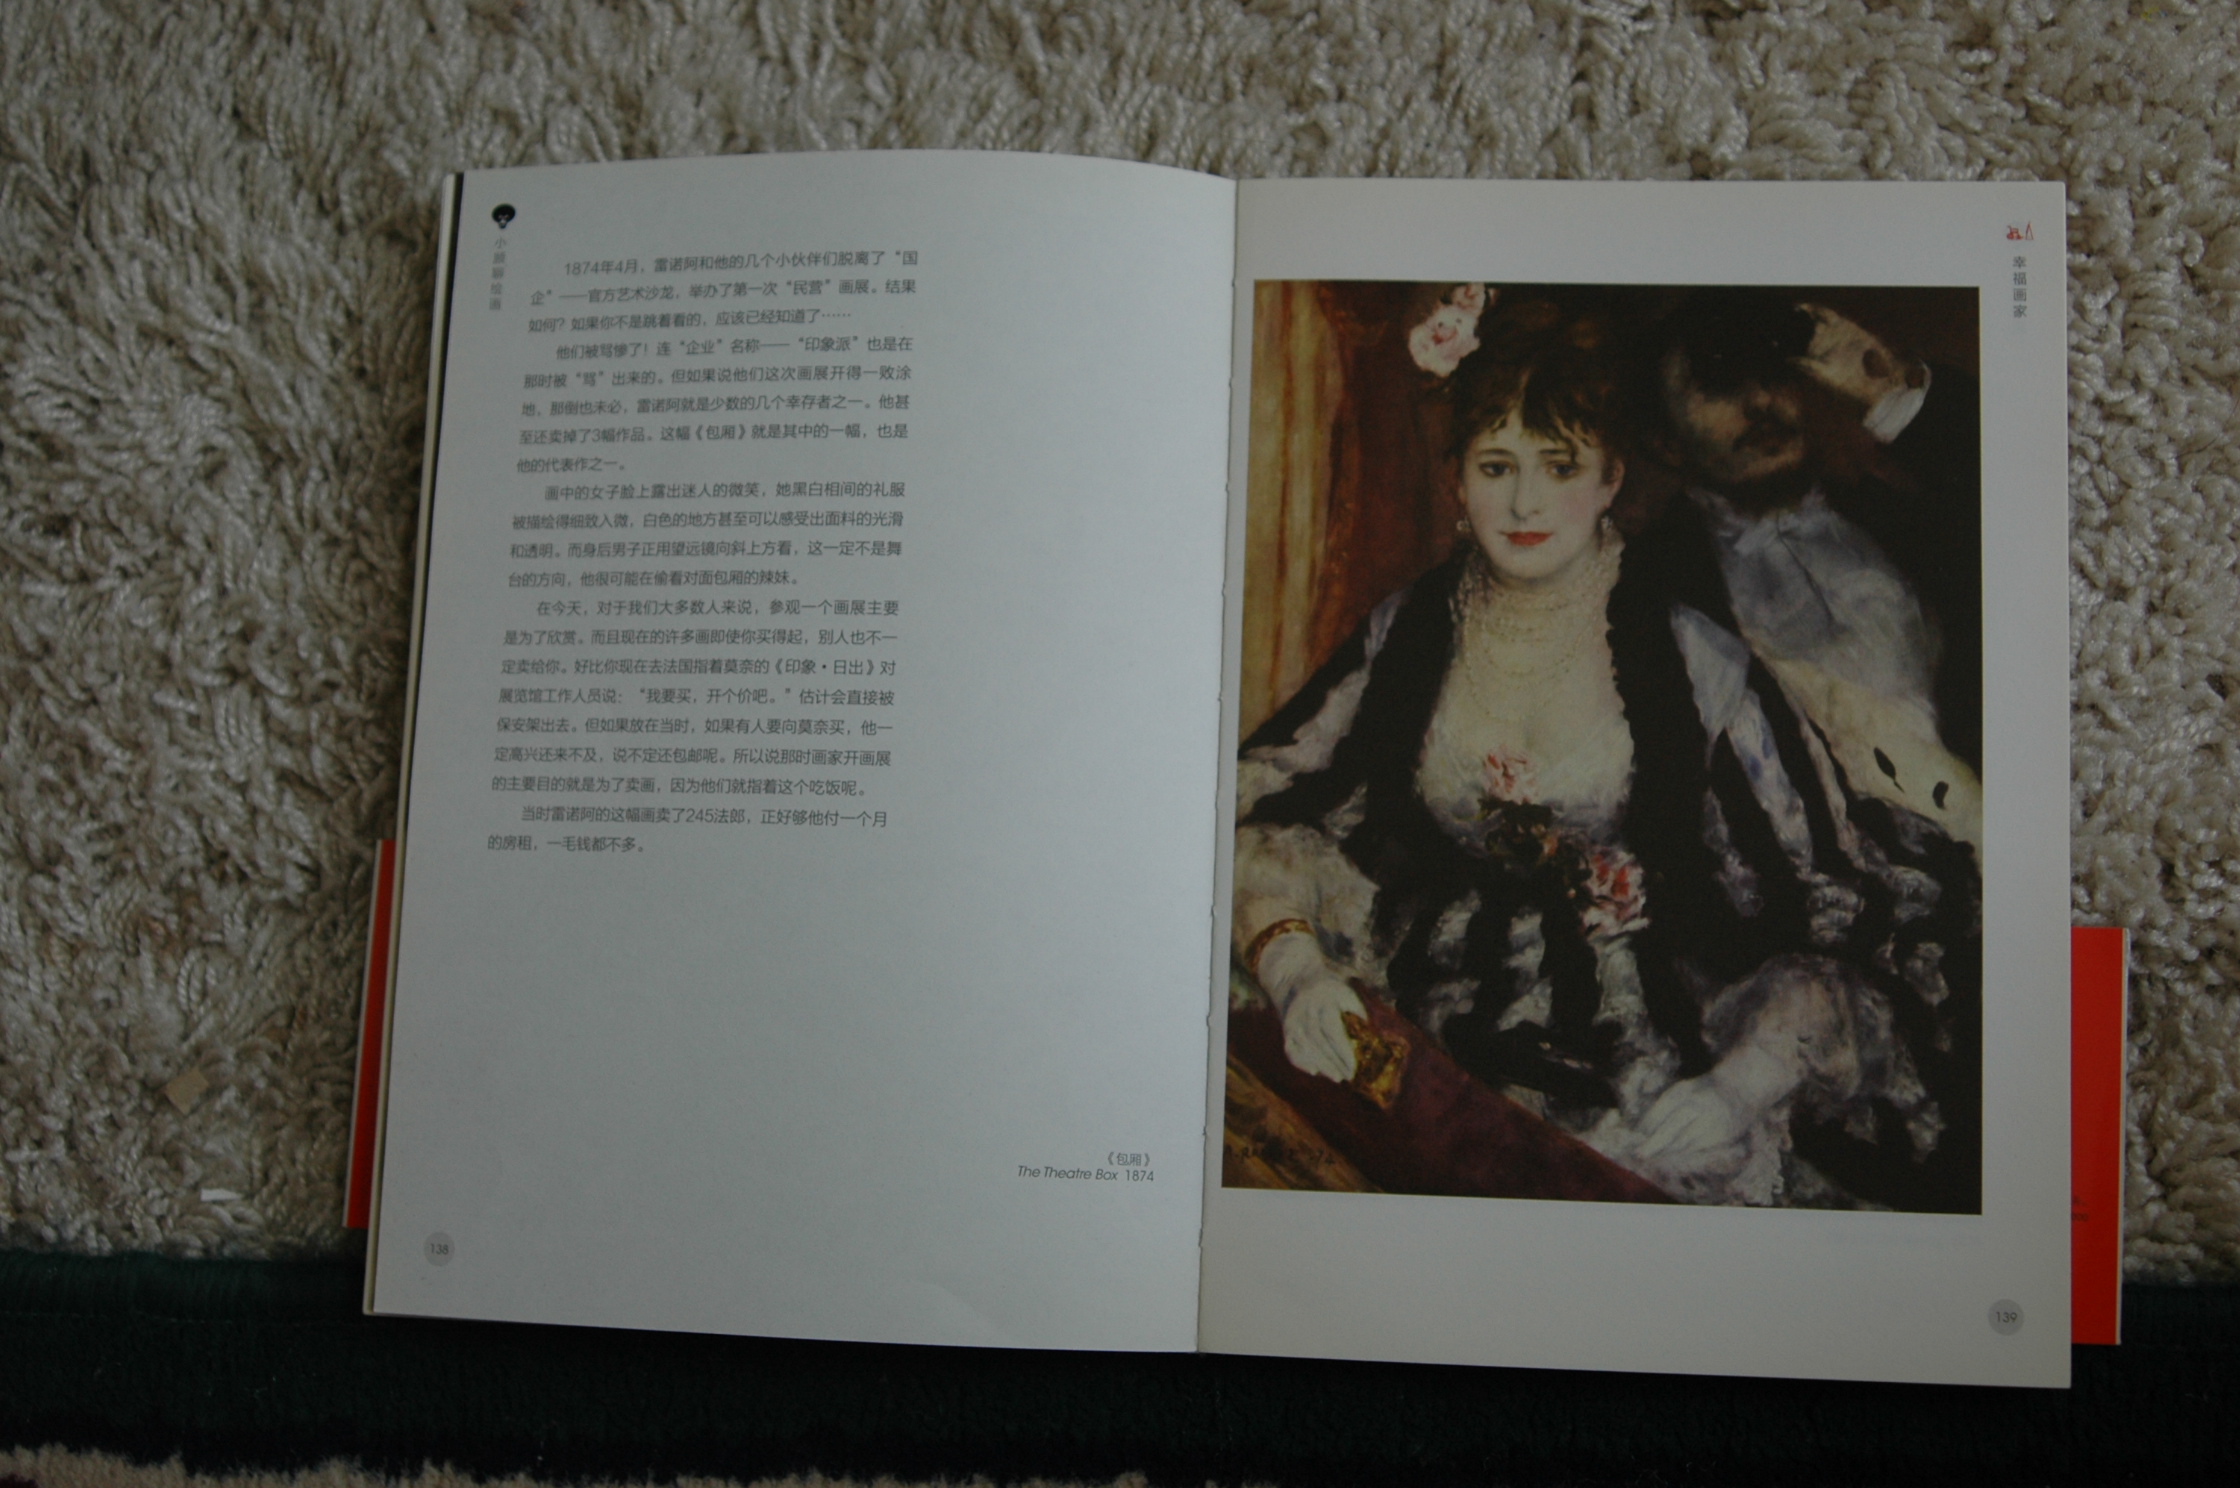 小顾聊绘画
1874年4月，雷诺阿和他的几个小伙伴们脱离了“国
企”——官方艺术沙龙，举办了第一次“民营”画展。结果
如何？如果你不是跳着看的，应该已经知道了……
他们被骂惨了！连“企业”名称——“印象派”也是在
那时被“骂”出来的。但如果说他们这次画展开得一败涂
地，那倒也未必，雷诺阿就是少数的几个幸存者之一。他甚
至还卖掉了3幅作品。这幅《包厢》就是其中的一幅，也是
他的代表作之一。
画中的女子脸上露出迷人的微笑，她黑白相间的礼服
被描绘得细致入微，白色的地方甚至可以感受出面料的光滑
和透明。而身后男子正用望远镜向斜上方看，这一定不是舞
台的方向，他很可能在偷看对面包厢的辣妹。
在今天，对于我们大多数人来说，参观一个画展主要
是为了欣赏。而且现在的许多画即使你买得起，别人也不一
定卖给你。好比你现在去法国指着莫奈的《印象·日出》对
展览馆工作人员说：“我要买，开个价吧。”估计会直接被
保安架出去。但如果放在当时，如果有人要向莫奈买，他一
定高兴还来不及，说不定还包邮呢。所以说那时画家开画展
的主要目的就是为了卖画，因为他们就指着这个吃饭呢。
当时雷诺阿的这幅画卖了245法郎，正好够他付一个月
的房租，一毛钱都不多。
《包厢》
The Theatre Box 1874
138
幸福画家
139